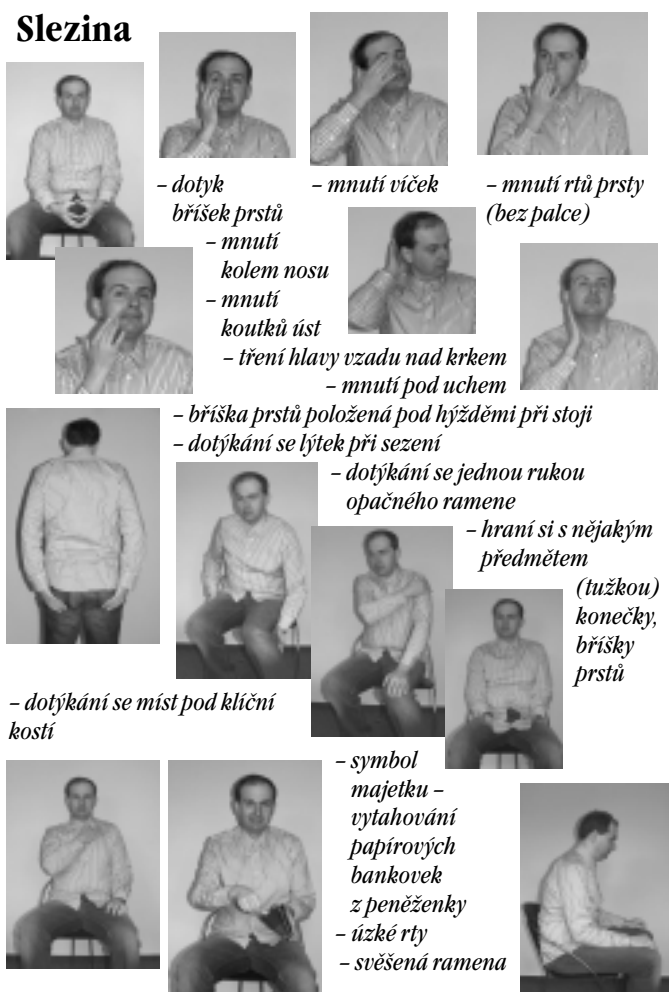 Slezina
– dotyk
bříšek prstů
– mnutí víček
– mnutí rtů prsty
(bez palce)
– mnutí
kolem nosu
– mnutí
koutků úst
– tření hlavy vzadu nad krkem
– mnutí pod uchem
– bříška prstů položená pod hýžděmi při stoji
– dotýkání se lýtek při sezení
– dotýkání se jednou rukou
opačného ramene
– hraní si s nějakým
předmětem
(tužkou)
konečky,
bříšky
prstů
– dotýkání se míst pod klíční
kostí
– symbol
majetku –
vytahování
papírových
bankovek
z peněženky
– úzké rty
– svěšená ramena